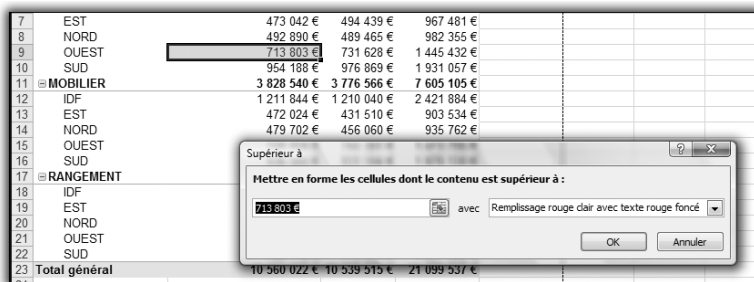 7 EST 473 042 € 494 439 € 967 481 €
8 NORD 492 890 € 489 465 € 982 355 €
9 OUEST 713 803 € 731 628 € 1 445 432 €
10 SUD 954 188 € 976 869 € 1 931 057 €
11 MOBILIER 3 828 540 € 3 776 566 € 7 605 105 €
12 IDF 1 211 844 € 1 210 040 € 2 421 884 €
13 EST 472 024 € 431 510 € 903 534 €
14 NORD 479 702 € 456 060 € 935 762 €
15 OUEST
16 SUD
17 RANGEMENT
18 IDF
19 EST
20 NORD
21 OUEST
22 SUD
23 Total général 10 560 022 € 10 539 515 € 21 099 537 €
Supérieur à
Mettre en forme les cellules dont le contenu est supérieur à :
713 803 € avec Remplissage rouge clair avec texte rouge foncé
OK Annuler